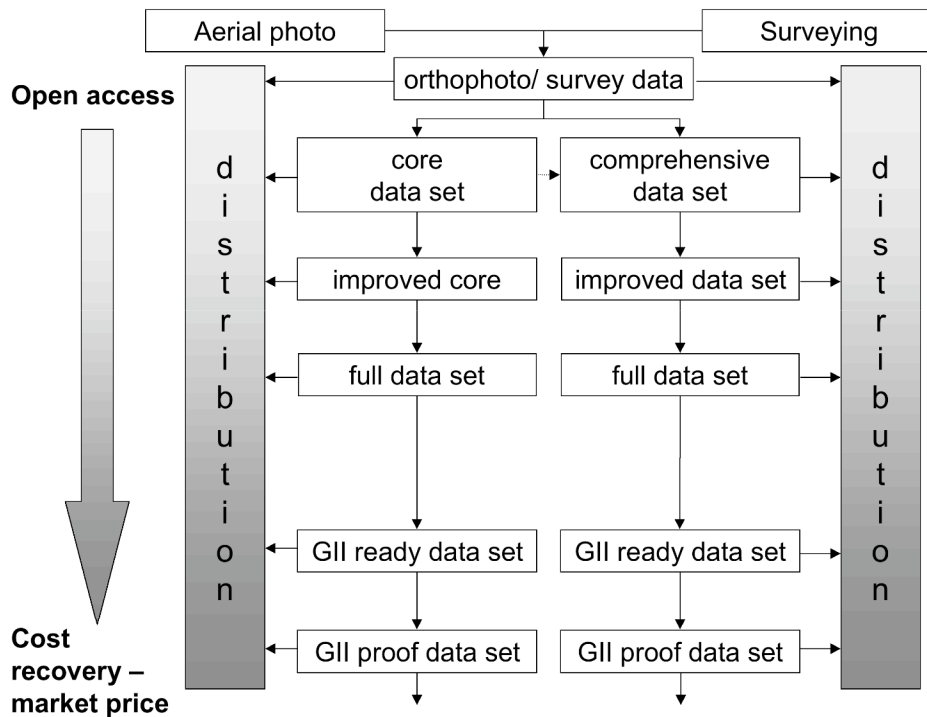 Aerial photo
Surveying
orthophoto/ survey data
Open access
core
data set
comprehensive
data set
improved core
improved data set
full data set
full data set
GII ready data set
GII ready data set
GII proof data set
GII proof data set
distribution
distribution
Cost
recovery –
market price